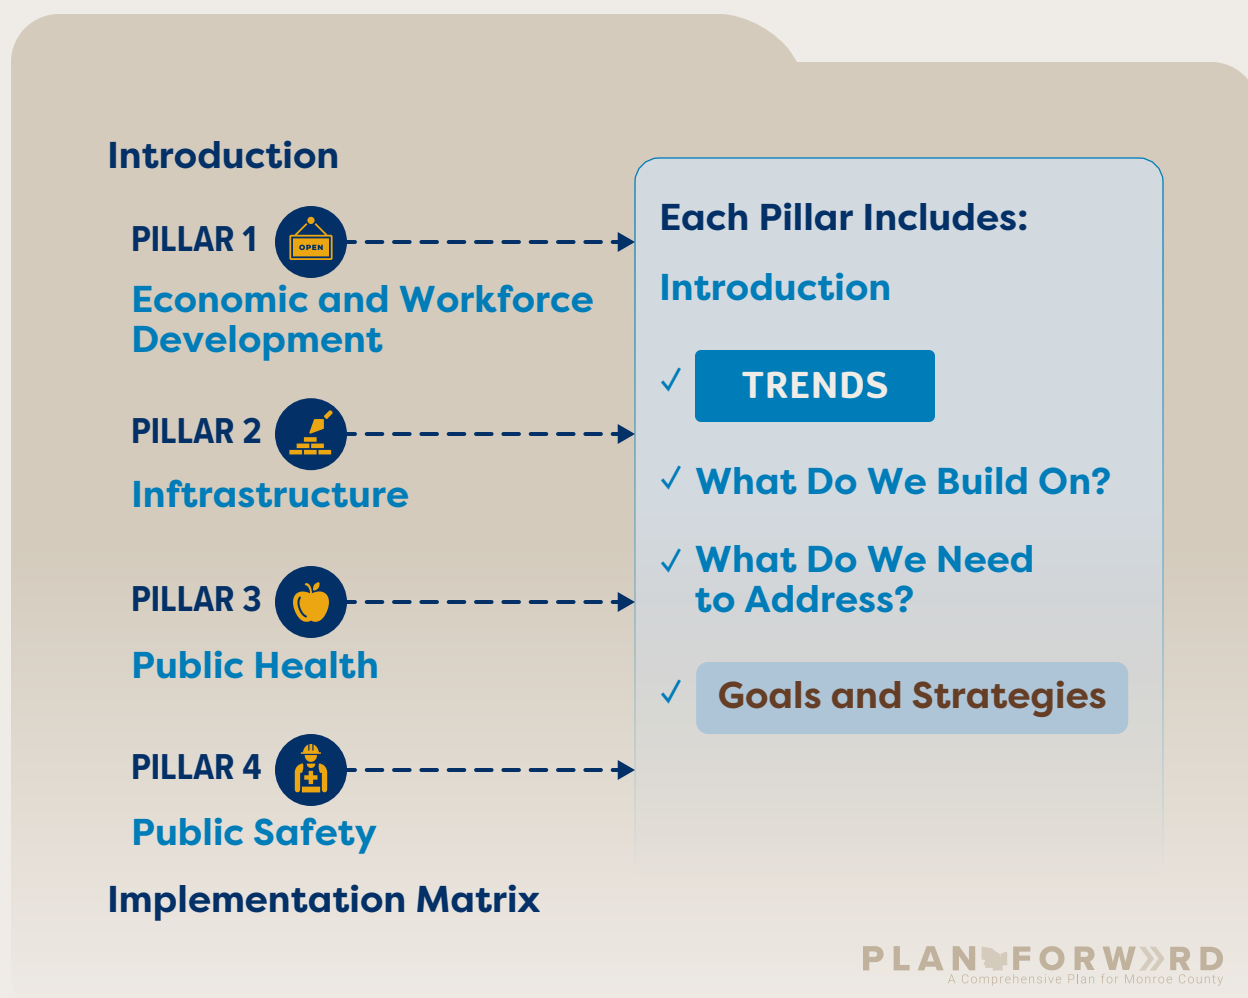 Introduction
PILLAR 1
OPEN
Economic and Workforce
Development
PILLAR 2
Inftrastructure
PILLAR 3
Public Health
PILLAR 4
Public Safety
Implementation Matrix
Each Pillar Includes:
Introduction
TRENDS
What Do We Build On?
What Do We Need
to Address?
Goals and Strategies
PLAN FORWARD
A Comprehensive Plan for Monroe County